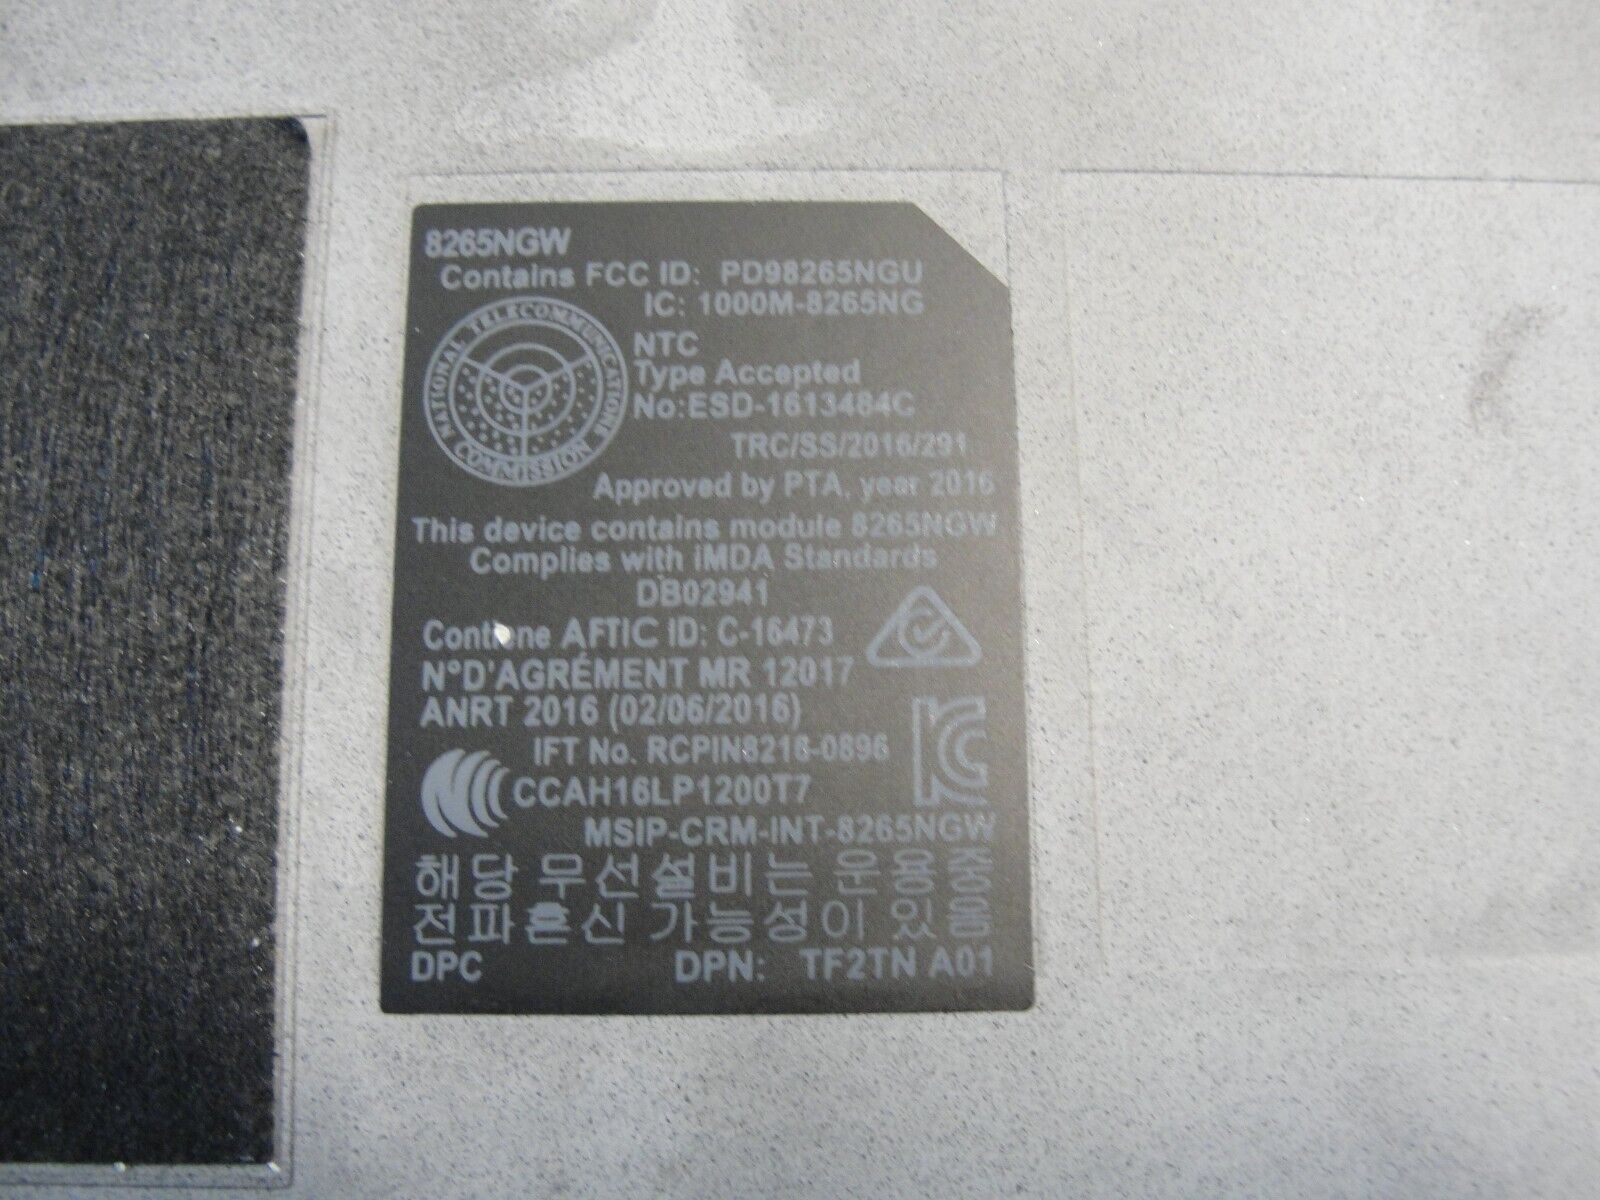 8265NGW
Contains FCC ID: PD98265NGU
IC: 1000M-8265NG
NATIONAL TELECOMMUNICATIONS COMMISSION
NTC
Type Accepted
No:ESD-1613484C
TRC/SS/2016/291
Approved by PTA, year 2016
This device contains module 8265NGW
Complies with iMDA Standards
DB02941
Contiene AFTIC ID: C-16473
N°D'AGRÉMENT MR 12017
ANRT 2016 (02/06/2016)
IFT No. RCPIN8216-0896
CCAH16LP1200T7
MSIP-CRM-INT-8265NGW
해당 무선설비는 운용중
전파혼신 가능성이 있음
DPC DPN: TF2TN A01